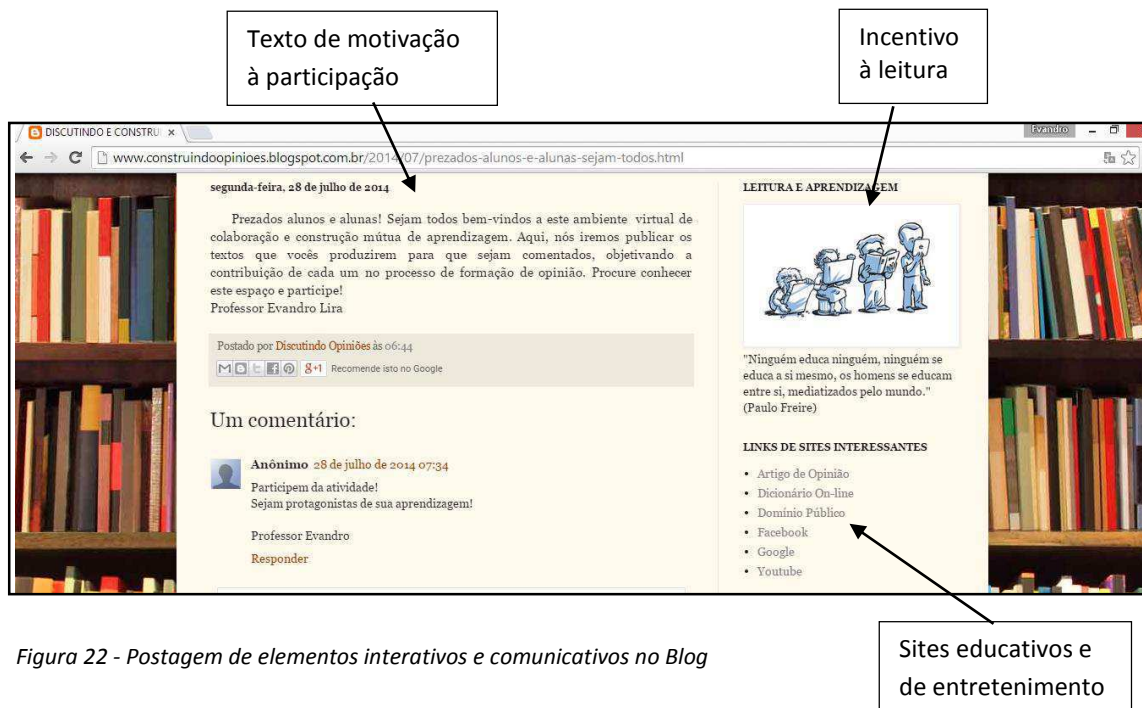 Texto de motivação
à participação
Incentivo
à leitura
DISCUTINDO E CONSTRU
Evandro
www.construindoopinioes.blogspot.com.br/2014/07/prezados-alunos-e-alunas-sejam-todos.html
segunda-feira, 28 de julho de 2014
Prezados alunos e alunas! Sejam todos bem-vindos a este ambiente virtual de
colaboração e construção mútua de aprendizagem. Aqui, nós iremos publicar os
textos que vocês produzirem para que sejam comentados, objetivando a
contribuição de cada um no processo de formação de opinião. Procure conhecer
este espaço e participe!
Professor Evandro Lira
Postado por Discutindo Opiniões às 06:44
g+1 Recomende isto no Google
Um comentário:
Anônimo 28 de julho de 2014 07:34
Participem da atividade!
Sejam protagonistas de sua aprendizagem!
Professor Evandro
Responder
LEITURA E APRENDIZAGEM
"Ninguém educa ninguém, ninguém se
educa a si mesmo, os homens se educam
entre si, mediatizados pelo mundo."
(Paulo Freire)
LINKS DE SITES INTERESSANTES
• Artigo de Opinião
• Dicionário On-line
• Domínio Público
• Facebook
• Google
• Youtube
Figura 22 - Postagem de elementos interativos e comunicativos no Blog
Sites educativos e
de entretenimento